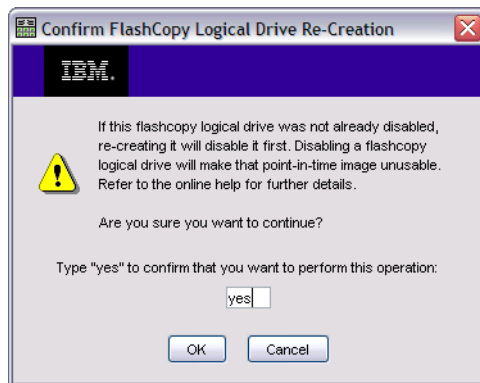 Confirm FlashCopy Logical Drive Re-Creation
IBM.
If this flashcopy logical drive was not already disabled,
re-creating it will disable it first. Disabling a flashcopy
logical drive will make that point-in-time image unusable.
Refer to the online help for further details.
Are you sure you want to continue?
Type "yes" to confirm that you want to perform this operation:
yes
OK
Cancel